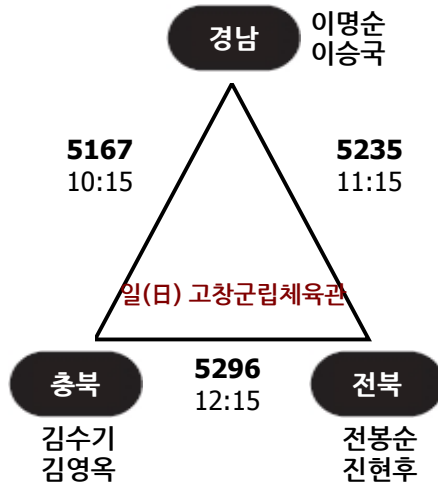 경남
이명순
이승국
5167
10:15
5235
11:15
일(日) 고창군립체육관
5296
12:15
충북
김수기
김영옥
전북
전봉순
진현후